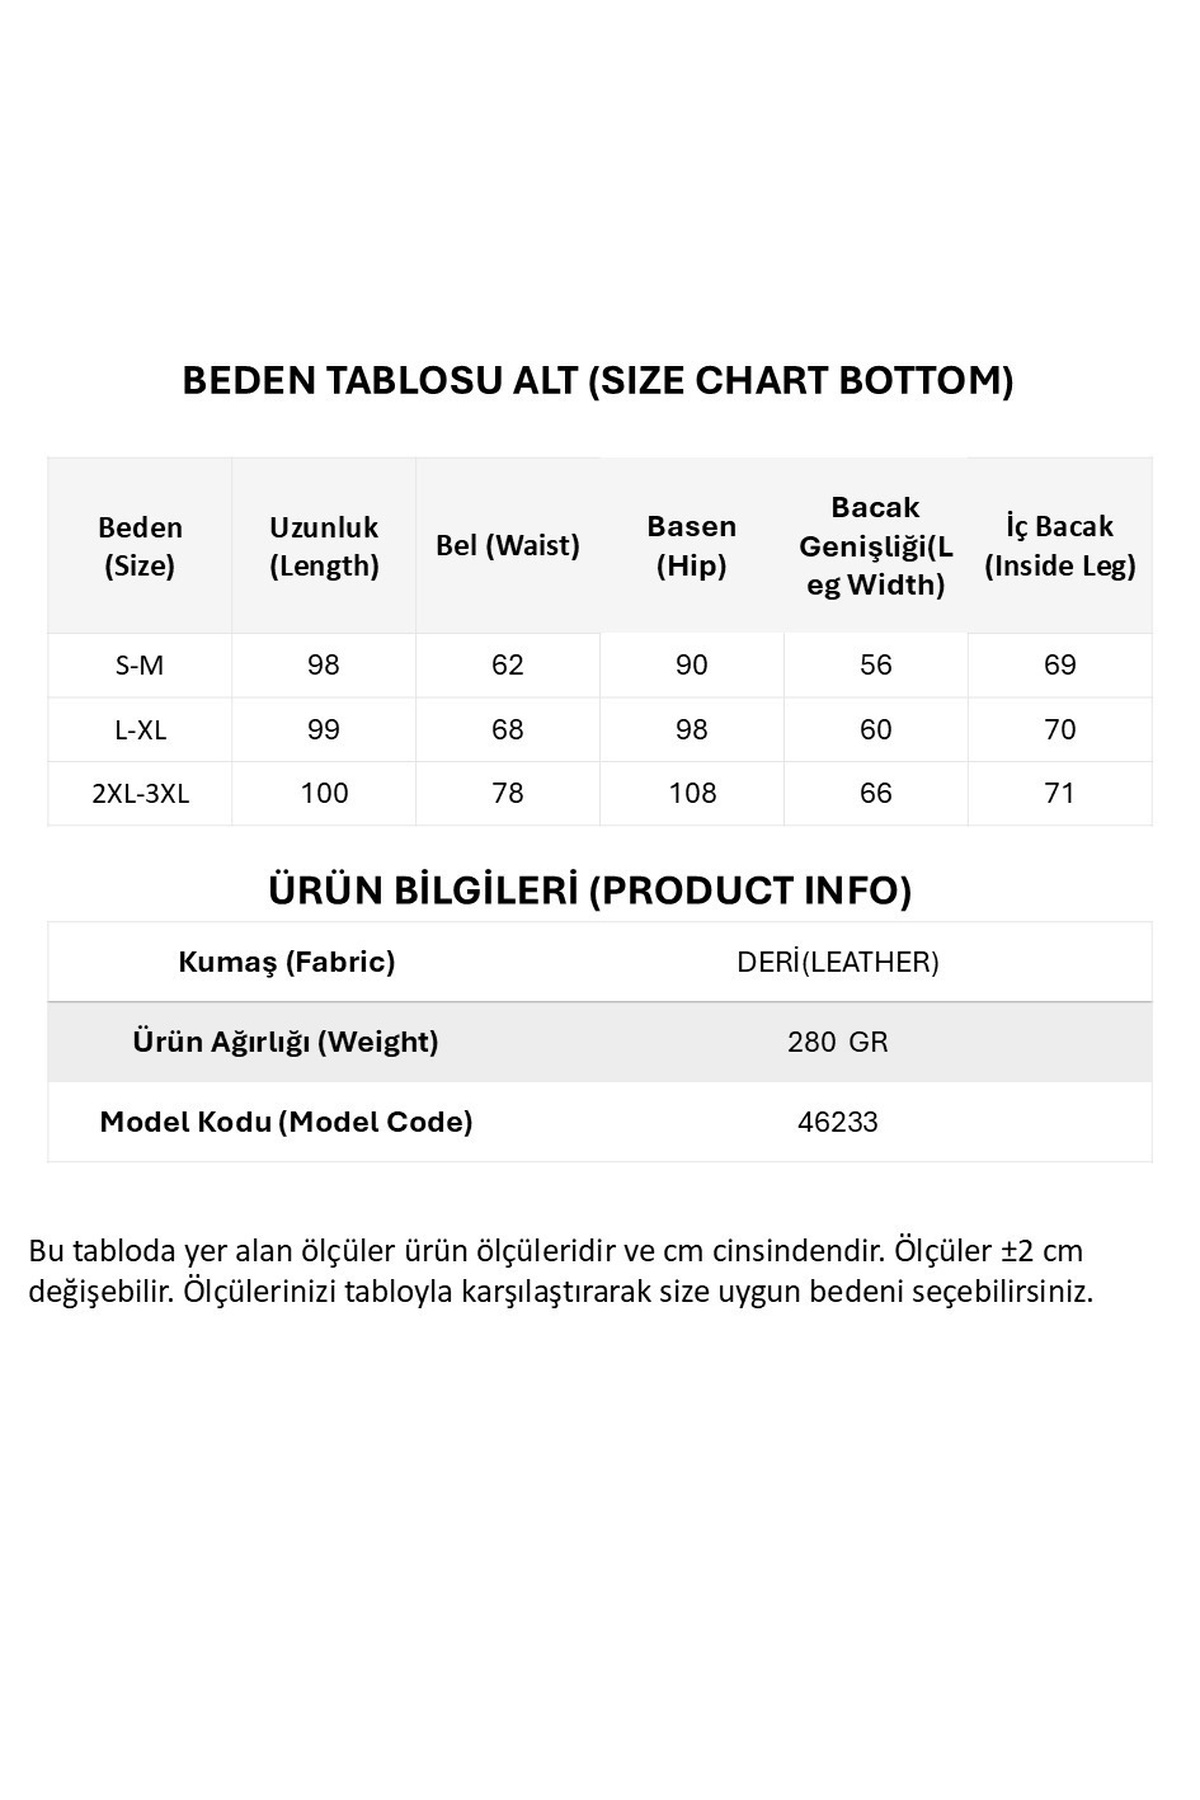 BEDEN TABLOSU ALT (SIZE CHART BOTTOM)
Beden (Size) Uzunluk (Length) Bel (Waist) Basen (Hip) Bacak Genişliği(Leg Width) İç Bacak (Inside Leg)
S-M 98 62 90 56 69
L-XL 99 68 98 60 70
2XL-3XL 100 78 108 66 71
ÜRÜN BİLGİLERİ (PRODUCT INFO)
Kumaş (Fabric) DERİ(LEATHER)
Ürün Ağırlığı (Weight) 280 GR
Model Kodu (Model Code) 46233
Bu tabloda yer alan ölçüler ürün ölçüleridir ve cm cinsindendir. Ölçüler ±2 cm
değişebilir. Ölçülerinizi tabloyla karşılaştırarak size uygun bedeni seçebilirsiniz.